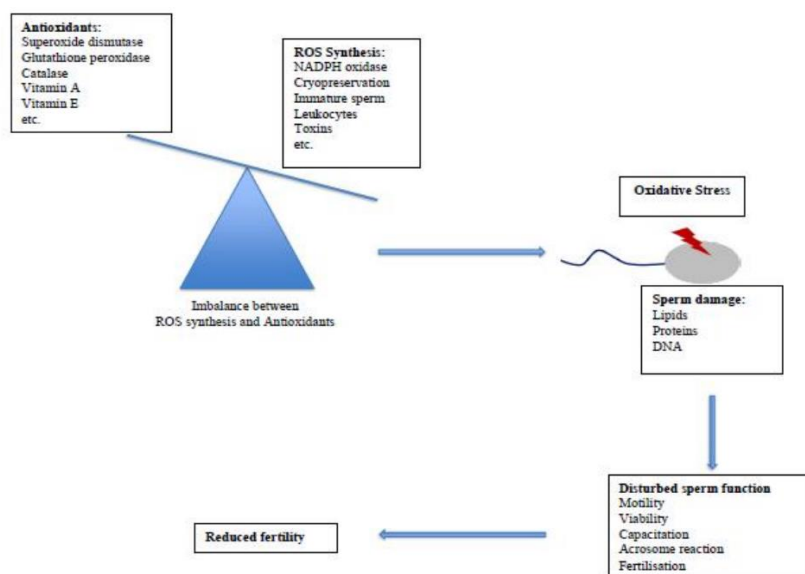 Antioxidants:
Superoxide dismutase
Glutathione peroxidase
Catalase
Vitamin A
Vitamin E
etc.
ROS Synthesis:
NADPH oxidase
Cryopreservation
Immature sperm
Leukocytes
Toxins
etc.
Imbalance between
ROS synthesis and Antioxidants
Oxidative Stress
Sperm damage:
Lipids
Proteins
DNA
Disturbed sperm function
Motility
Viability
Capacitation
Acrosome reaction
Fertilisation
Reduced fertility